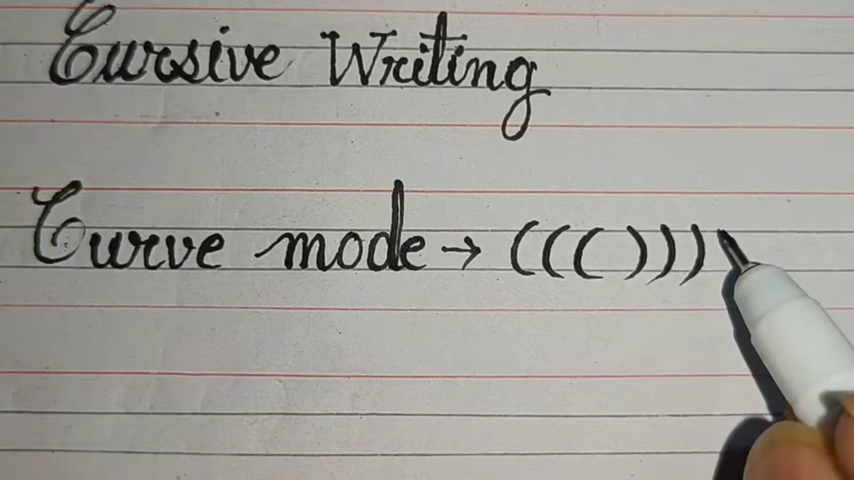 Cursive Writing
Curve mode → ((( )))